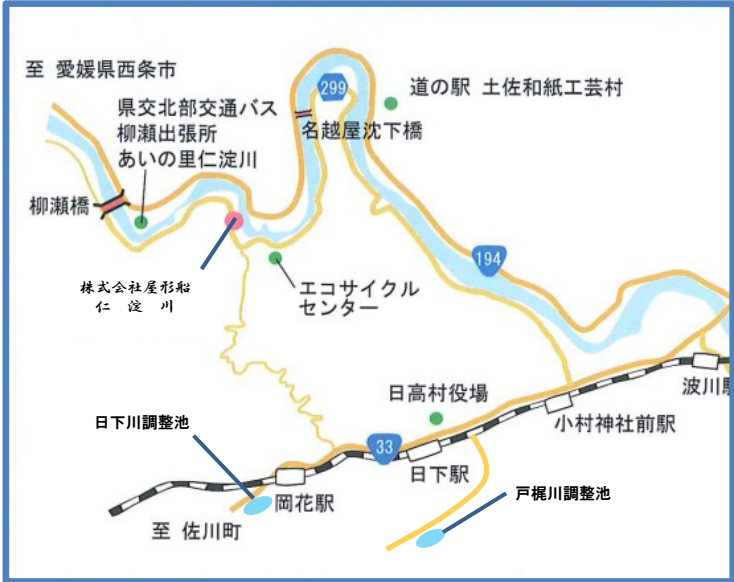 至 愛媛県西条市
県交北部交通バス
柳瀬出張所
あいの里仁淀川
299
道の駅 土佐和紙工芸村
名越屋沈下橋
柳瀬橋
194
株式会社屋形船
仁 淀 川
エコサイクル
センター
日高村役場
波川駅
小村神社前駅
日下川調整池
33
日下駅
岡花駅
戸梶川調整池
至 佐川町